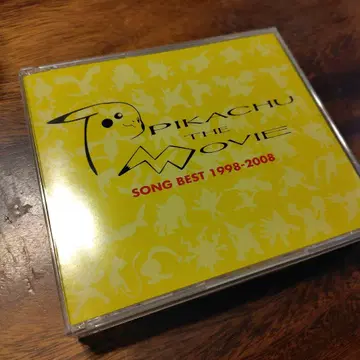 PIKACHU
THE
MOVIE
SONG BEST 1998-2008